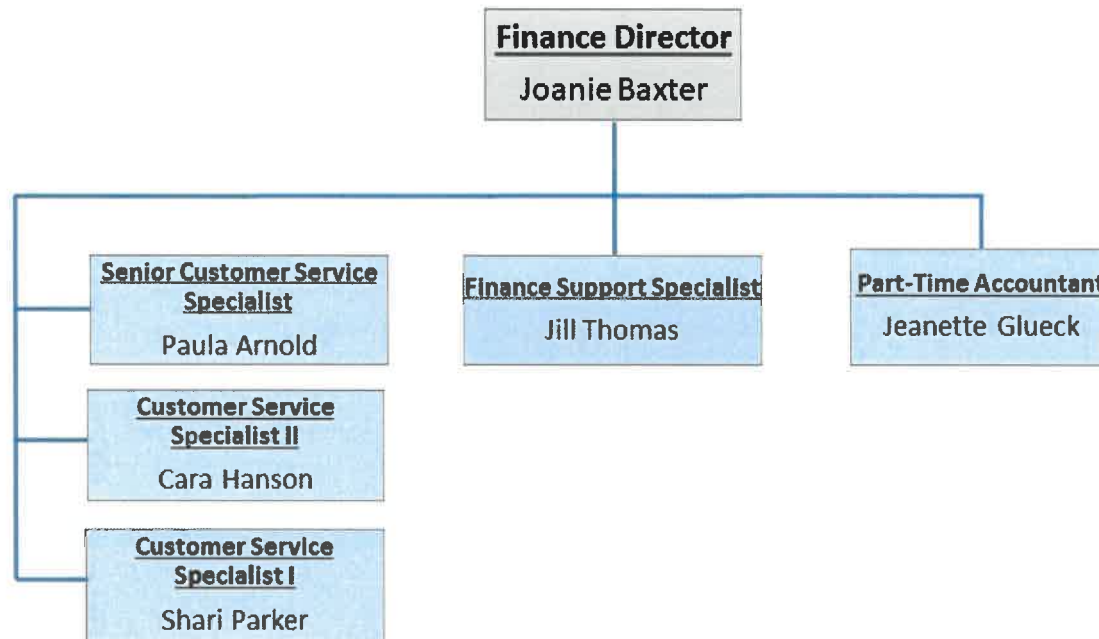 Finance Director
Joanie Baxter
Senior Customer Service
Specialist
Paula Arnold
Finance Support Specialist
Jill Thomas
Part-Time Accountant
Jeanette Glueck
Customer Service
Specialist II
Cara Hanson
Customer Service
Specialist I
Shari Parker